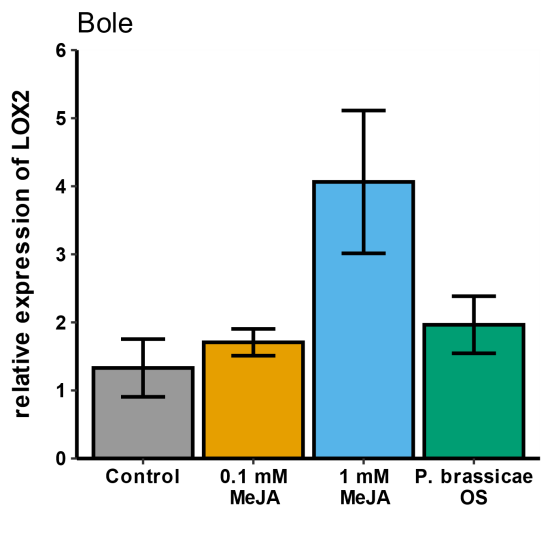 Bole
relative expression of LOX2
6
5
4
3
2
1
0
Control
0.1 mM
MeJA
1 mM
MeJA
P. brassicae
OS